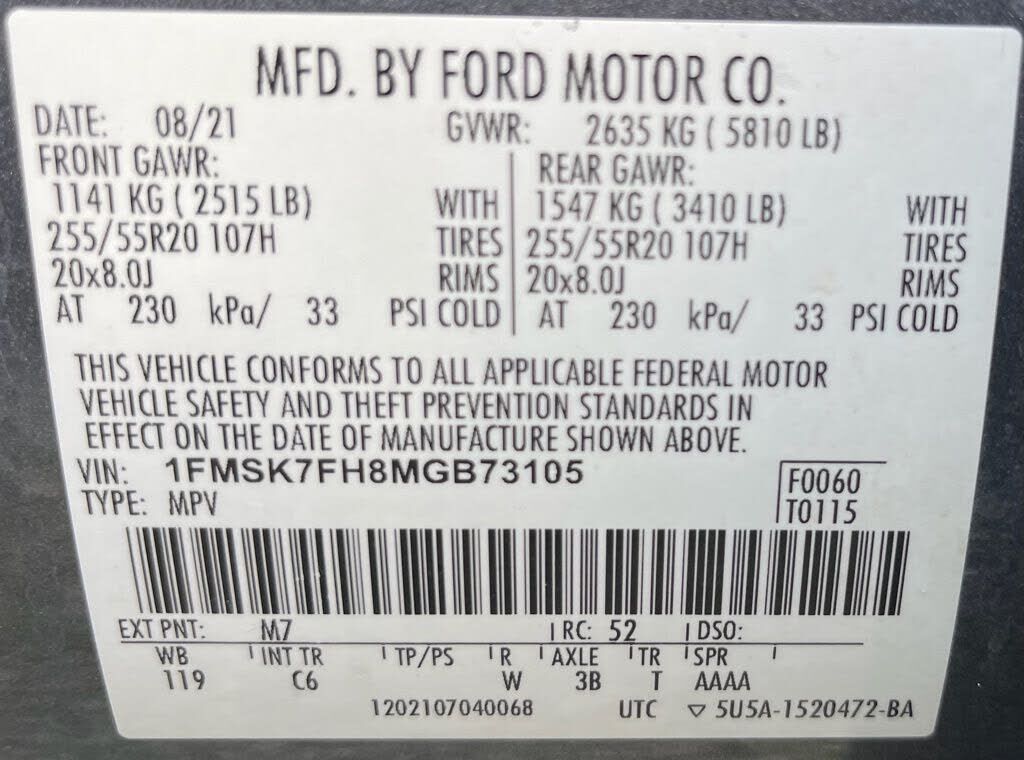 MFD. BY FORD MOTOR CO.
DATE: 08/21 GVWR: 2635 KG ( 5810 LB)
FRONT GAWR: REAR GAWR:
1141 KG ( 2515 LB) WITH 1547 KG ( 3410 LB) WITH
255/55R20 107H TIRES 255/55R20 107H TIRES
20x8.0J RIMS 20x8.0J RIMS
AT 230 kPa/ 33 PSI COLD AT 230 kPa/ 33 PSI COLD
THIS VEHICLE CONFORMS TO ALL APPLICABLE FEDERAL MOTOR
VEHICLE SAFETY AND THEFT PREVENTION STANDARDS IN
EFFECT ON THE DATE OF MANUFACTURE SHOWN ABOVE.
VIN: 1FMSK7FH8MGB73105 F0060
TYPE: MPV T0115
EXT PNT: M7 RC: 52 DSO:
WB INT TR TP/PS R AXLE TR SPR
119 C6 W 3B T AAAA
1202107040068 UTC ▽ 5U5A-1520472-BA